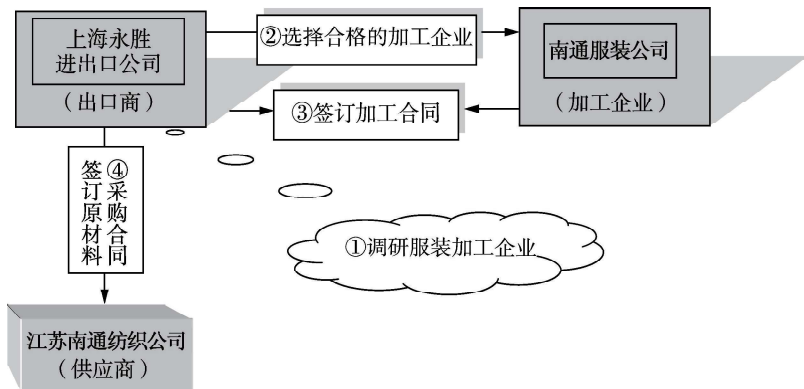 上海永胜
进出口公司
（出口商）
②选择合格的加工企业
南通服装公司
（加工企业）
③签订加工合同
④采购合同
签订原材料
①调研服装加工企业
江苏南通纺织公司
（供应商）